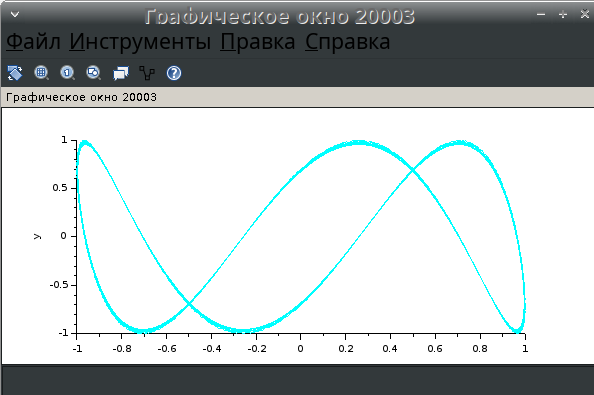 Графическое окно 20003
Файл Инструменты Правка Справка
Графическое окно 20003
1
0.5
0
-0.5
-1
y
-1 -0.8 -0.6 -0.4 -0.2 0 0.2 0.4 0.6 0.8 1